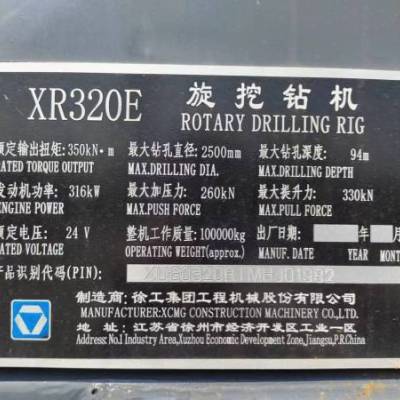 XR320E 旋挖钻机
ROTARY DRILLING RIG
额定输出扭矩:350kN·m 最大钻孔直径:2500mm 最大钻孔深度: 94m
RATED TORQUE OUTPUT MAX.DRILLING DIA. MAX.DRILLING DEPTH
发动机功率: 316kW 最大加压力: 260kN 最大提升力: 330kN
ENGINE POWER MAX.PUSH FORCE MAX.PULL FORCE
额定电压: 24 V 整机工作质量:100000kg 出厂日期: 年 月
RATED VOLTAGE OPERATING WEIGHT(approx.) MANUF. DATE YEAR MONTH
产品识别代码(PIN):
制造商:徐工集团工程机械股份有限公司
MANUFACTURER:XCMG CONSTRUCTION MACHINERY CO.,LTD.
地 址:江苏省徐州市经济开发区工业一区
Address:No.1 Industry Area,Xuzhou Economic Development Zone,Jiangsu,P.R.China